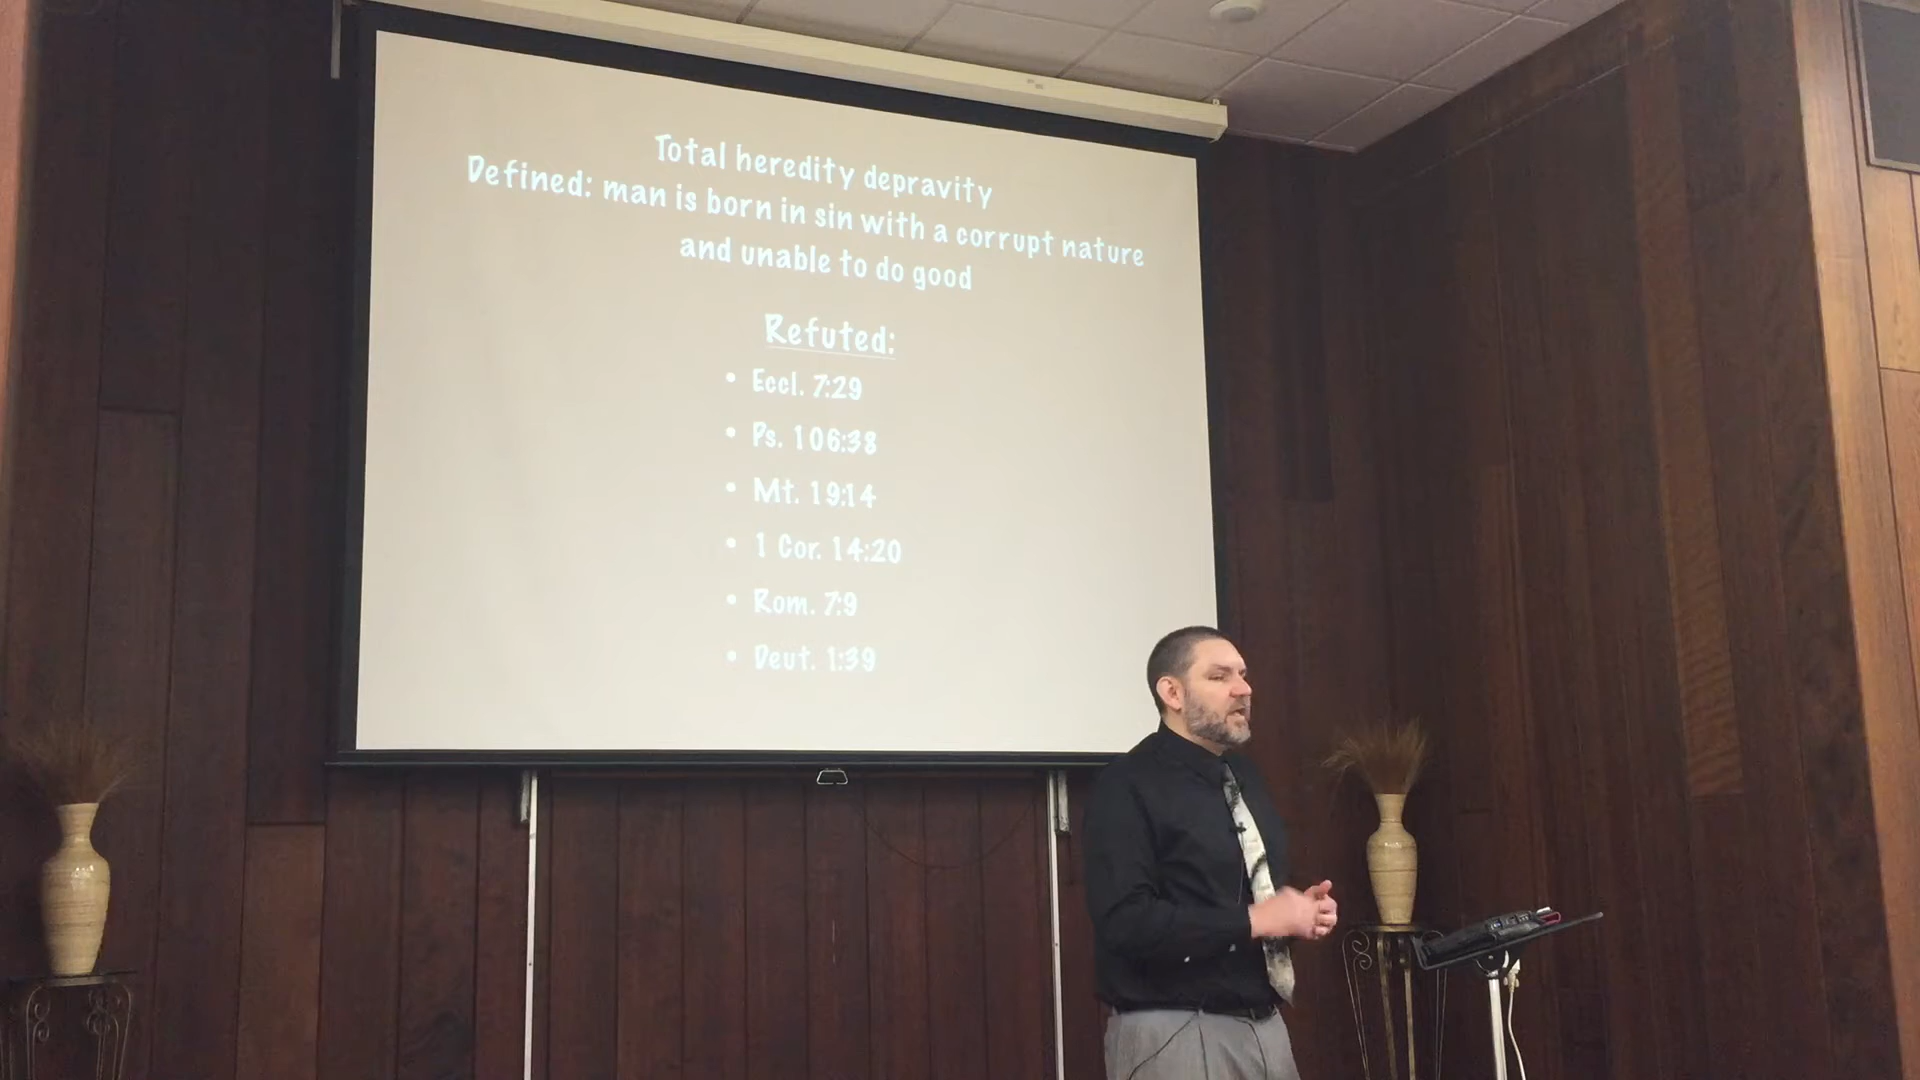 Total heredity depravity
Defined: man is born in sin with a corrupt nature
and unable to do good
Refuted:
• Eccl. 7:29
• Ps. 106:38
• Mt. 19:14
• 1 Cor. 14:20
• Rom. 7:9
• Deut. 1:39